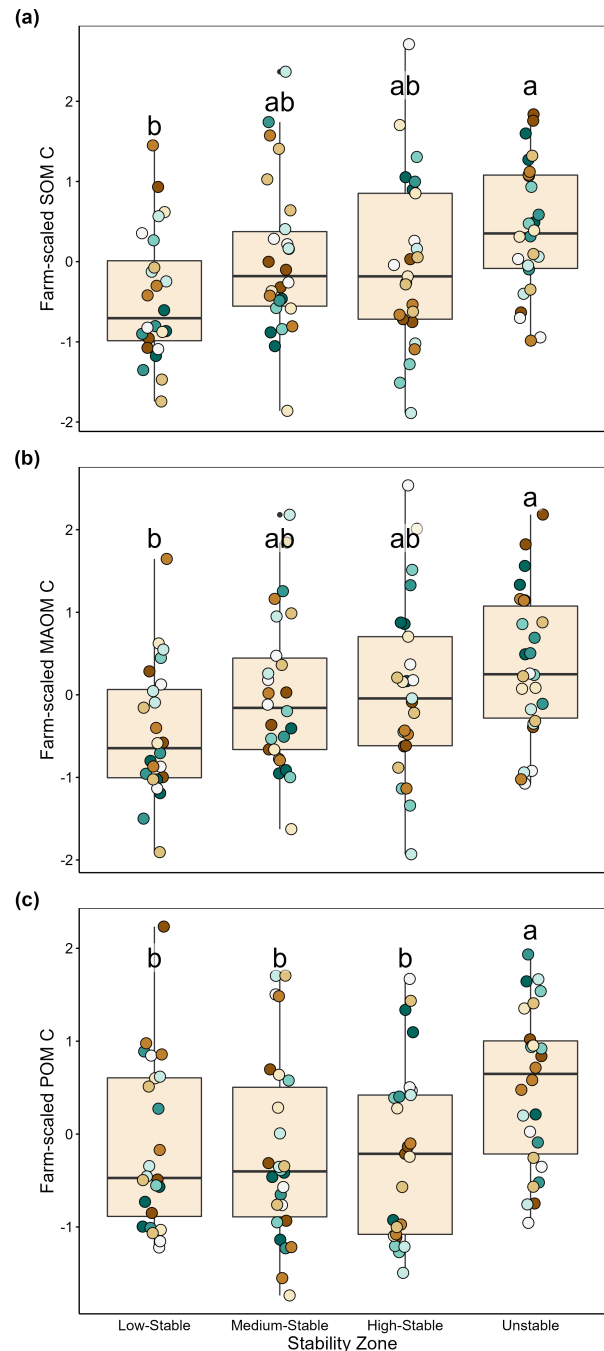 (a)
Farm-scaled SOM C
2
1
0
-1
-2
b
ab
ab
a
(b)
Farm-scaled MAOM C
2
1
0
-1
-2
b
ab
ab
a
(c)
Farm-scaled POM C
2
1
0
-1
b
b
b
a
Low-Stable Medium-Stable High-Stable Unstable
Stability Zone